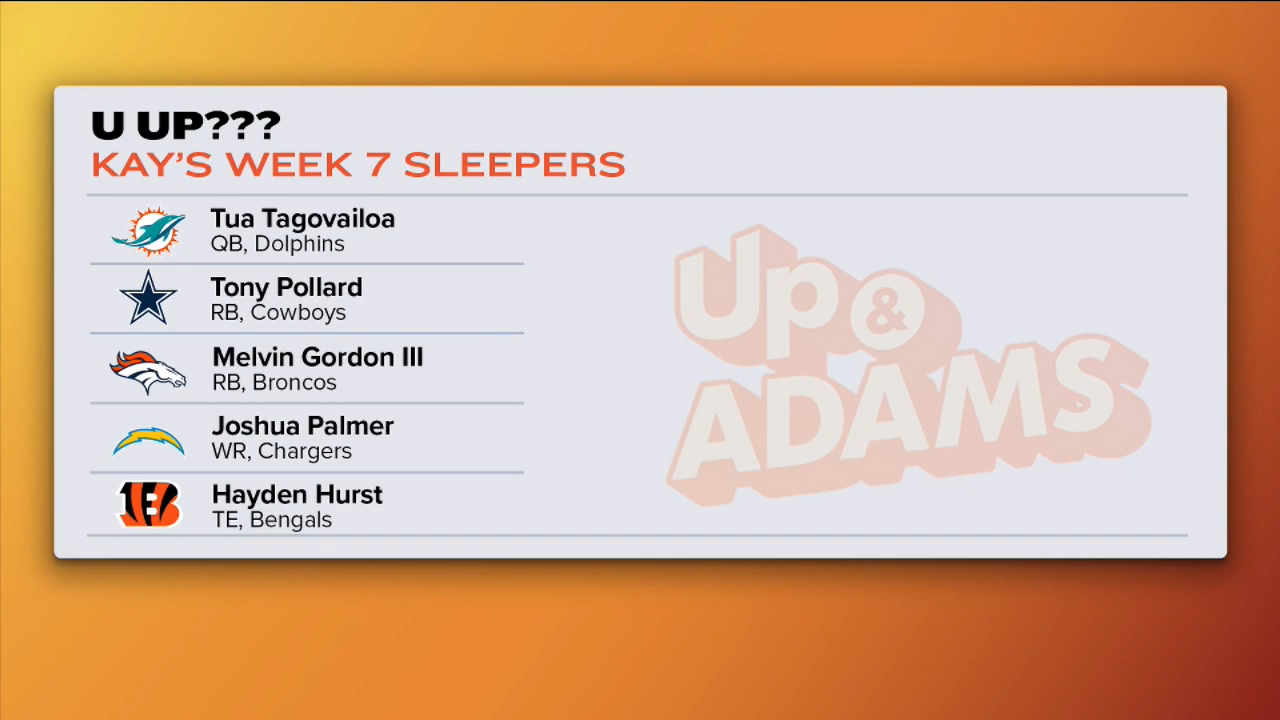 U UP???
KAY'S WEEK 7 SLEEPERS
Tua Tagovailoa
QB, Dolphins
Tony Pollard
RB, Cowboys
Melvin Gordon III
RB, Broncos
Joshua Palmer
WR, Chargers
Hayden Hurst
TE, Bengals
Up &
ADAMS